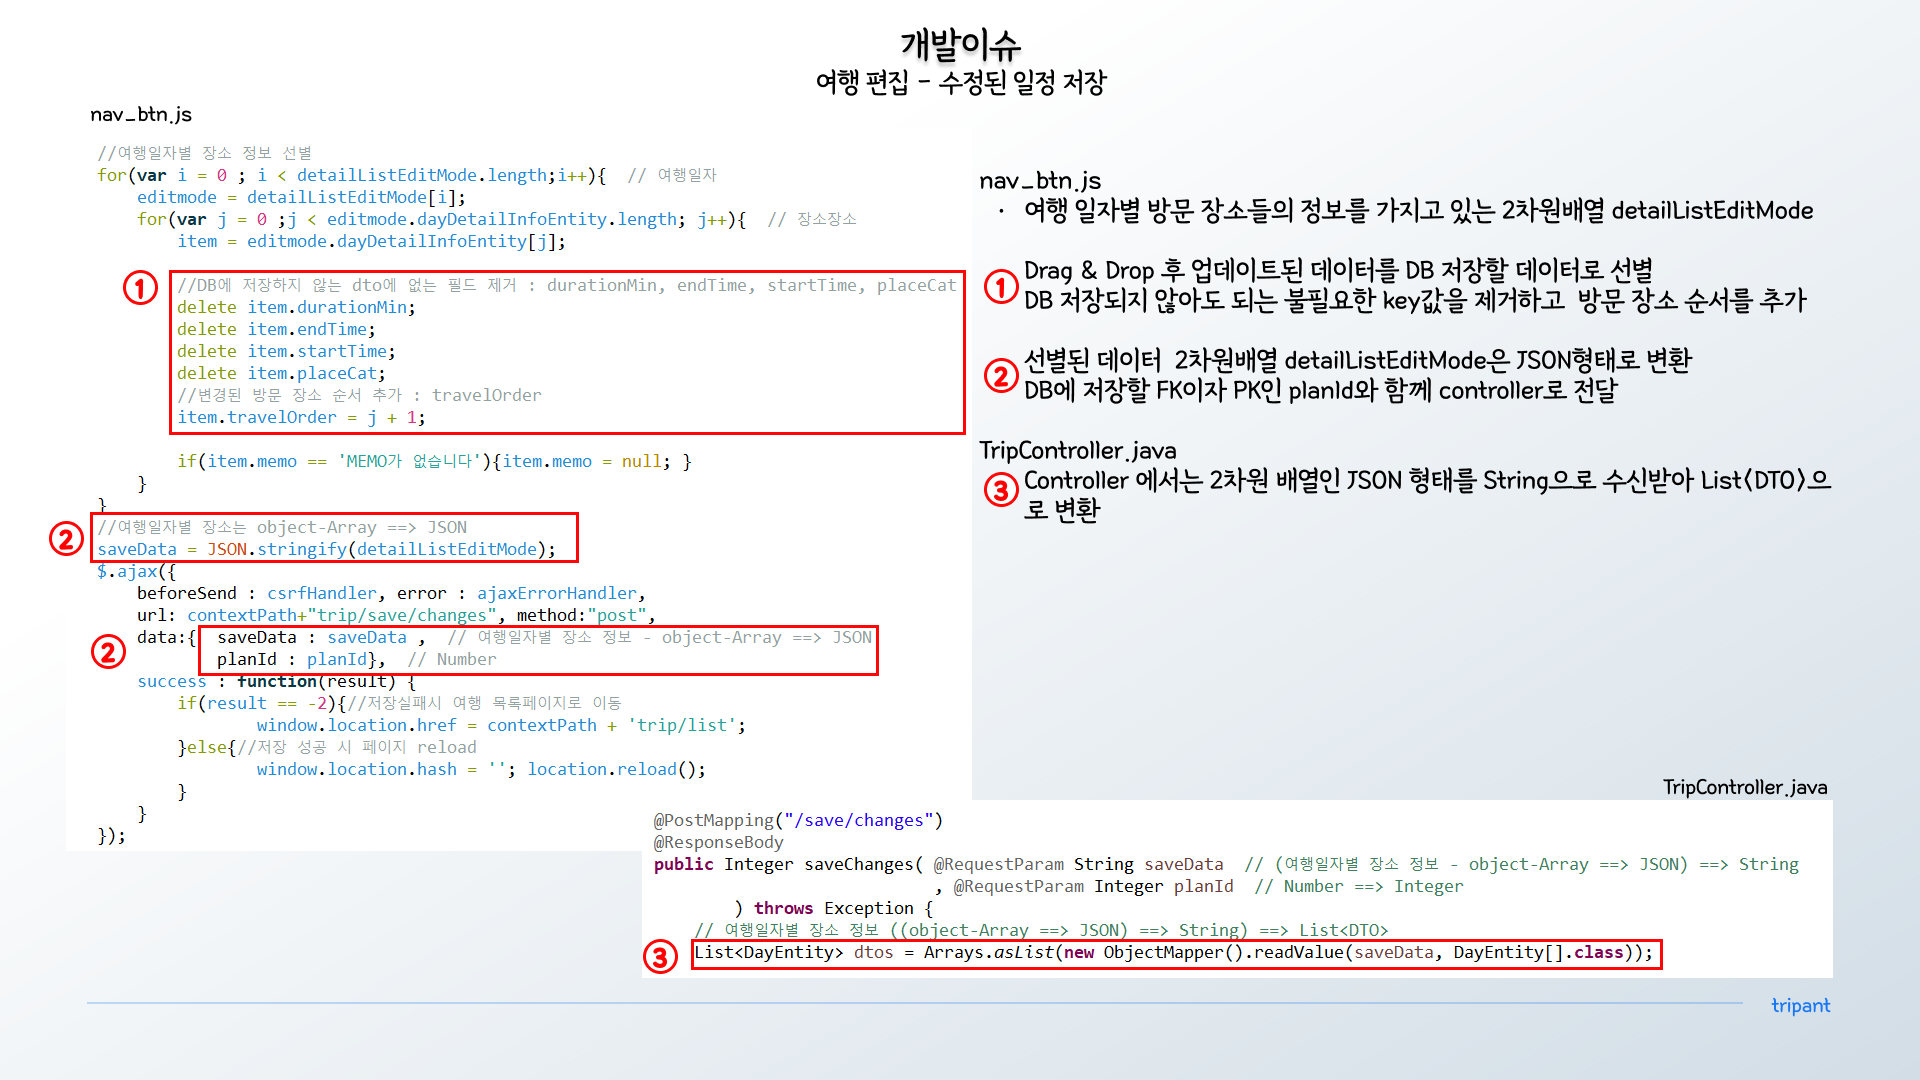 개발이슈
여행 편집 - 수정된 일정 저장
nav_btn.js
//여행일자별 장소 정보 선별
for(var i = 0 ; i < detailListEditMode.length;i++){  // 여행일자
    editmode = detailListEditMode[i];
    for(var j = 0 ;j < editmode.dayDetailInfoEntity.length; j++){  // 장소장소
        item = editmode.dayDetailInfoEntity[j];
①
        //DB에 저장하지 않는 dto에 없는 필드 제거 : durationMin, endTime, startTime, placeCat
        delete item.durationMin;
        delete item.endTime;
        delete item.startTime;
        delete item.placeCat;
        //변경된 방문 장소 순서 추가 : travelOrder
        item.travelOrder = j + 1;
        if(item.memo == 'MEMO가 없습니다'){item.memo = null; }
    }
}
②
//여행일자별 장소는 object-Array ==> JSON
saveData = JSON.stringify(detailListEditMode);
$.ajax({
    beforeSend : csrfHandler, error : ajaxErrorHandler,
    url: contextPath+"trip/save/changes", method:"post",
②
    data:{  saveData : saveData ,  // 여행일자별 장소 정보 - object-Array ==> JSON
            planId : planId},  // Number
    success : function(result) {
        if(result == -2){//저장실패시 여행 목록페이지로 이동
                window.location.href = contextPath + 'trip/list';
        }else{//저장 성공 시 페이지 reload
                window.location.hash = ''; location.reload();
        }
    }
});
nav_btn.js
· 여행 일자별 방문 장소들의 정보를 가지고 있는 2차원배열 detailListEditMode
①
Drag & Drop 후 업데이트된 데이터를 DB 저장할 데이터로 선별
DB 저장되지 않아도 되는 불필요한 key값을 제거하고  방문 장소 순서를 추가
②
선별된 데이터  2차원배열 detailListEditMode은 JSON형태로 변환
DB에 저장할 FK이자 PK인 planId와 함께 controller로 전달
TripController.java
③
Controller 에서는 2차원 배열인 JSON 형태를 String으로 수신받아 List<DTO>으
로 변환
TripController.java
@PostMapping("/save/changes")
@ResponseBody
public Integer saveChanges( @RequestParam String saveData  // (여행일자별 장소 정보 - object-Array ==> JSON) ==> String
                            , @RequestParam Integer planId  // Number ==> Integer
        ) throws Exception {
    // 여행일자별 장소 정보 ((object-Array ==> JSON) ==> String) ==> List<DTO>
③
    List<DayEntity> dtos = Arrays.asList(new ObjectMapper().readValue(saveData, DayEntity[].class));
tripant